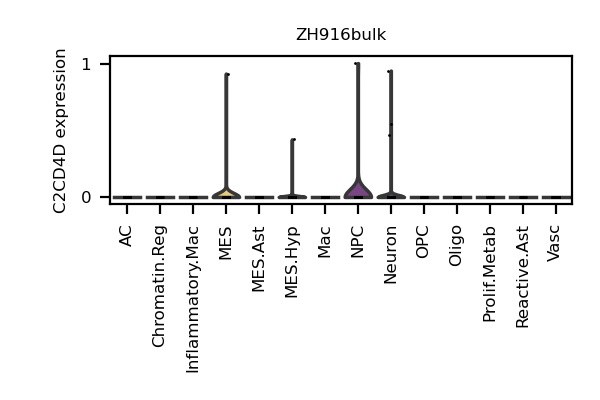 ZH916bulk
C2CD4D expression
1
0
AC
Chromatin.Reg
Inflammatory.Mac
MES
MES.Ast
MES.Hyp
Mac
NPC
Neuron
OPC
Oligo
Prolif.Metab
Reactive.Ast
Vasc